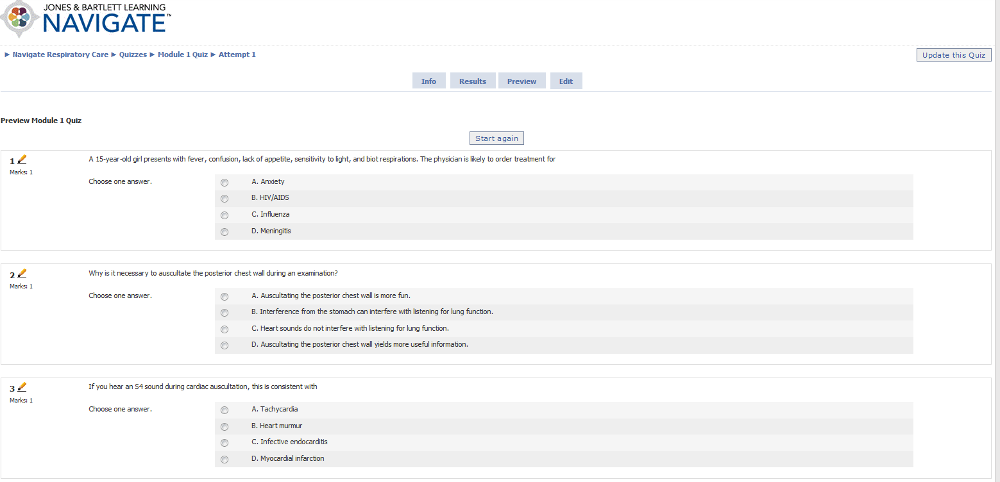 JONES & BARTLETT LEARNING
NAVIGATE™
► Navigate Respiratory Care ► Quizzes ► Module 1 Quiz ► Attempt 1
Update this Quiz
Info Results Preview Edit
Preview Module 1 Quiz
Start again
1 A 15-year-old girl presents with fever, confusion, lack of appetite, sensitivity to light, and biot respirations. The physician is likely to order treatment for
Marks: 1
Choose one answer. A. Anxiety
B. HIV/AIDS
C. Influenza
D. Meningitis
2 Why is it necessary to auscultate the posterior chest wall during an examination?
Marks: 1
Choose one answer. A. Auscultating the posterior chest wall is more fun.
B. Interference from the stomach can interfere with listening for lung function.
C. Heart sounds do not interfere with listening for lung function.
D. Auscultating the posterior chest wall yields more useful information.
3 If you hear an S4 sound during cardiac auscultation, this is consistent with
Marks: 1
Choose one answer. A. Tachycardia
B. Heart murmur
C. Infective endocarditis
D. Myocardial infarction